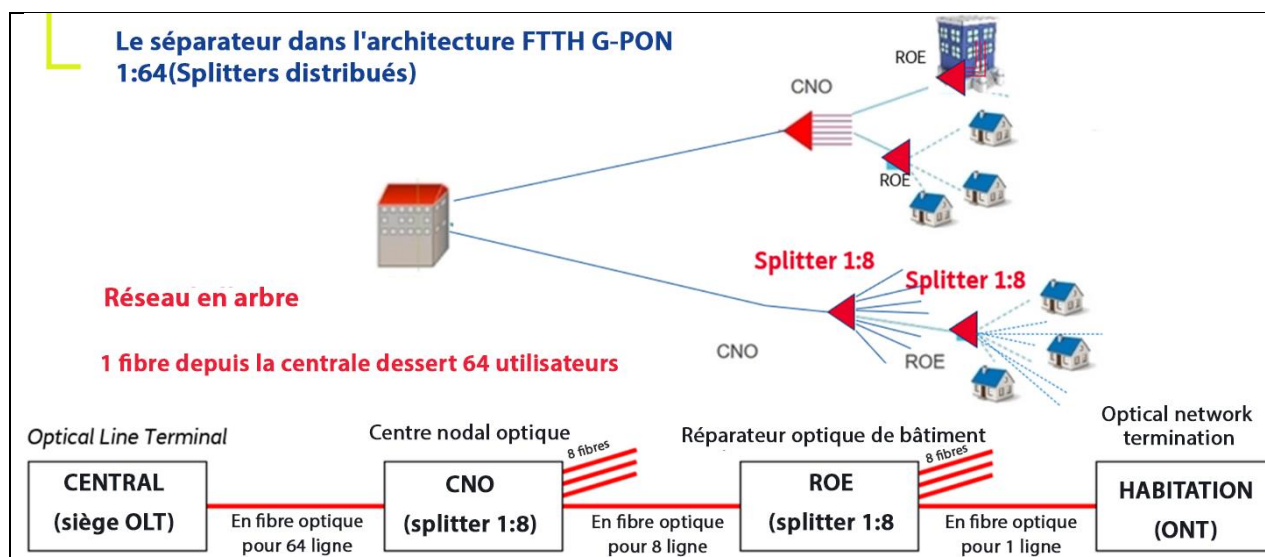 Le séparateur dans l'architecture FTTH G-PON
1:64(Splitters distribués)
ROE
CNO
ROE
Splitter 1:8
Splitter 1:8
Réseau en arbre
CNO
ROE
1 fibre depuis la centrale dessert 64 utilisateurs
Optical Line Terminal
Centre nodal optique
8 fibres
Réparateur optique de bâtiment
8 fibres
Optical network
termination
CENTRAL
(siège OLT)
En fibre optique
pour 64 ligne
CNO
(splitter 1:8)
En fibre optique
pour 8 ligne
ROE
(splitter 1:8
En fibre optique
pour 1 ligne
HABITATION
(ONT)